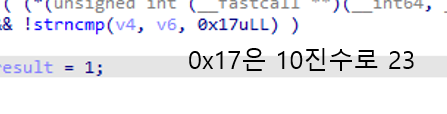 ( (*(unsigned int (__fastcall **)(__int64, 
&& !strncmp(v4, v6, 0x17uLL) )
0x17은 10진수로 23
result = 1;